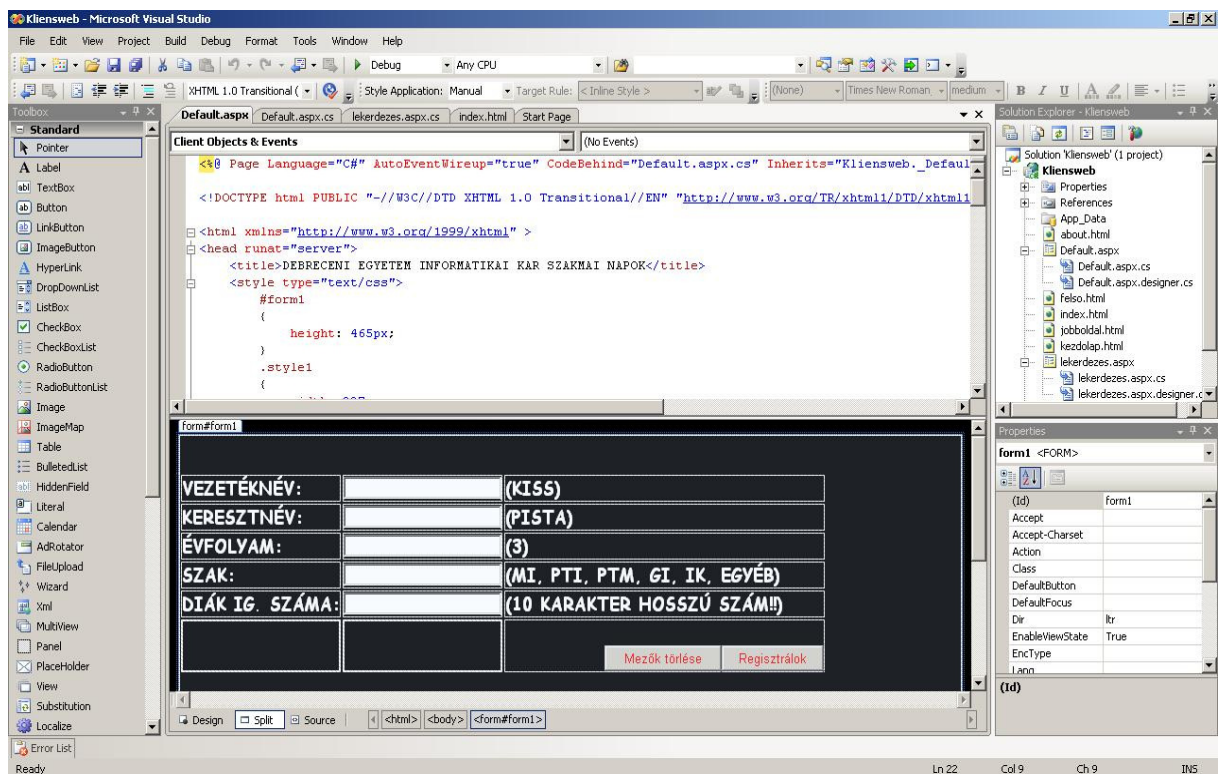 Kliensweb - Microsoft Visual Studio
File Edit View Project Build Debug Format Tools Window Help
Debug Any CPU
XHTML 1.0 Transitional ( Style Application: Manual Target Rule: < Inline Style > (None) Times New Roman medium B I U A
Toolbox
Standard
Pointer
A Label
abl TextBox
ab Button
ab LinkButton
ImageButton
A HyperLink
DropDownList
ListBox
CheckBox
CheckBoxList
RadioButton
RadioButtonList
Image
ImageMap
Table
BulletedList
abl HiddenField
Literal
Calendar
AdRotator
FileUpload
Wizard
Xml
MultiView
Panel
PlaceHolder
View
Substitution
Localize
Default.aspx Default.aspx.cs lekerdezes.aspx.cs index.html Start Page
Client Objects & Events (No Events)
<%@ Page Language="C#" AutoEventWireup="true" CodeBehind="Default.aspx.cs" Inherits="Kliensweb._Defaul
<!DOCTYPE html PUBLIC "-//W3C//DTD XHTML 1.0 Transitional//EN" "http://www.w3.org/TR/xhtml1/DTD/xhtml1
<html xmlns="http://www.w3.org/1999/xhtml" >
<head runat="server">
<title>DEBRECENI EGYETEM INFORMATIKAI KAR SZAKMAI NAPOK</title>
<style type="text/css">
#form1
{
height: 465px;
}
.style1
{
form#form1
VEZETÉKNÉV: (KISS)
KERESZTNÉV: (PISTA)
ÉVFOLYAM: (3)
SZAK: (MI, PTI, PTM, GI, IK, EGYÉB)
DIÁK IG. SZÁMA: (10 KARAKTER HOSSZÚ SZÁM!!)
Mezők törlése Regisztrálok
Design Split Source <html> <body> <form#form1>
Solution Explorer - Kliensweb
Solution 'Kliensweb' (1 project)
Kliensweb
Properties
References
App_Data
about.html
Default.aspx
Default.aspx.cs
Default.aspx.designer.cs
felso.html
index.html
jobboldal.html
kezdolap.html
lekerdezes.aspx
lekerdezes.aspx.cs
lekerdezes.aspx.designer.c
Properties
form1 <FORM>
(Id) form1
Accept
Accept-Charset
Action
Class
DefaultButton
DefaultFocus
Dir ltr
EnableViewState True
EncType
Lang
(Id)
Error List
Ready Ln 22 Col 9 Ch 9 INS